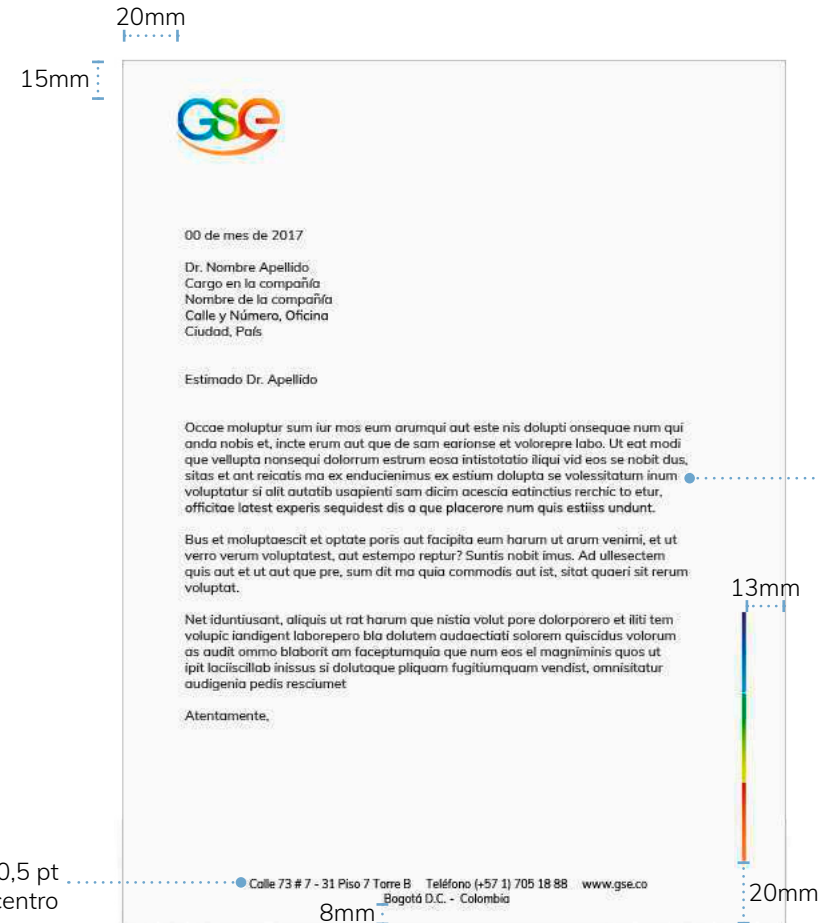 20mm
15mm
GSE
00 de mes de 2017
Dr. Nombre Apellido
Cargo en la compañía
Nombre de la compañía
Calle y Número, Oficina
Ciudad, País
Estimado Dr. Apellido
Occae moluptur sum iur mos eum arumqui aut este nis dolupti onsequae num qui
anda nobis et, incte erum aut que de sam earionse et volorepre labo. Ut eat modi
que vellupta nonsequi dolorrum estrum eosa intistotatio iliqui vid eos se nobit dus,
sitas et ant reicatis ma ex enducienimus ex estium dolupta se volessitatum inum
voluptatur si alit autatib usapienti sam dicim acescia eatinctius rerchic to etur,
officitae latest experis sequidest dis a que placerore num quis estiiss undunt.
Bus et moluptaescit et optate poris aut facipita eum harum ut arum venimi, et ut
verro verum voluptatest, aut estempo reptur? Suntis nobit imus. Ad ullesectem
quis aut et ut aut que pre, sum dit ma quia commodis aut ist, sitat quaeri sit rerum
voluptat.
13mm
Net iduntiusant, aliquis ut rat harum que nistia volut pore dolorporero et iliti tem
volupic iandigent laborepero bla dolutem audaectiati solorem quiscidus volorum
as audit ommo blaborit am faceptumquia que num eos el magniminis quos ut
ipit laciiscillab inissus si dolutaque pliquam fugitiumquam vendist, omnisitatur
audigenia pedis resciumet
Atentamente,
0,5 pt
centro
Calle 73 # 7 - 31 Piso 7 Torre B Teléfono (+57 1) 705 18 88 www.gse.co
Bogotá D.C. - Colombia
20mm
8mm